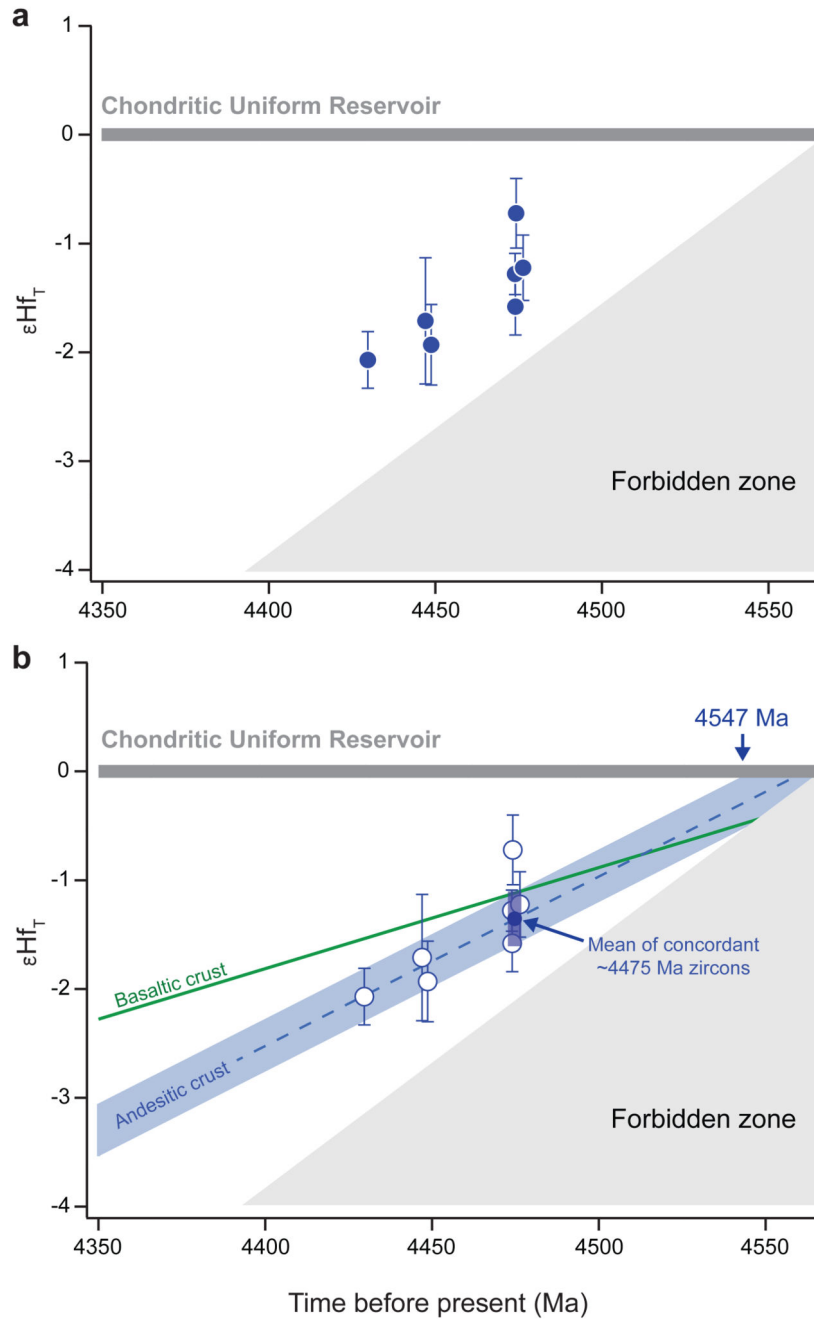 a
1
Chondritic Uniform Reservoir
0
-1
εHf_T
-2
-3
Forbidden zone
-4
4350 4400 4450 4500 4550
b
1
4547 Ma
Chondritic Uniform Reservoir
0
-1
εHf_T
Mean of concordant
~4475 Ma zircons
Basaltic crust
-2
Andesitic crust
-3
Forbidden zone
-4
4350 4400 4450 4500 4550
Time before present (Ma)